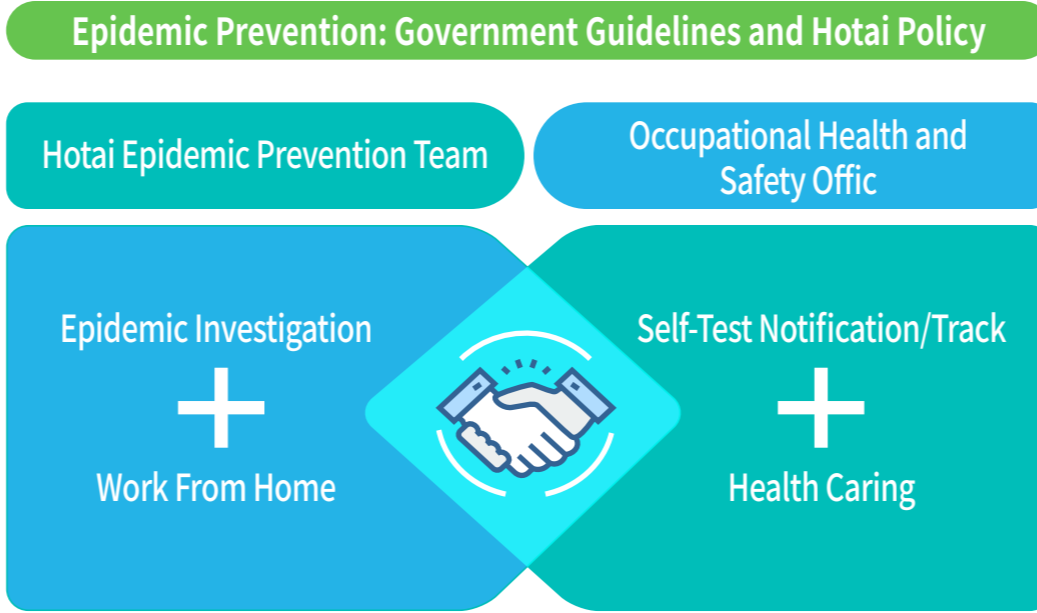 Epidemic Prevention: Government Guidelines and Hotai Policy
Hotai Epidemic Prevention Team
Occupational Health and
Safety Offic
Epidemic Investigation
+
Work From Home
Self-Test Notification/Track
+
Health Caring